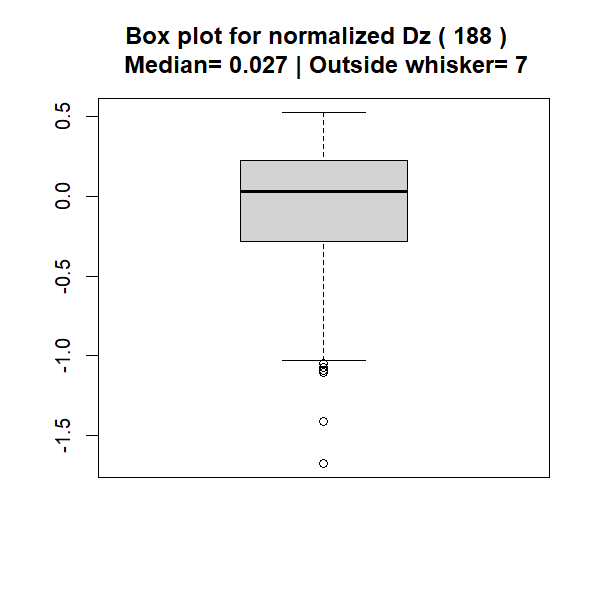 Box plot for normalized Dz ( 188 )
Median= 0.027 | Outside whisker= 7
0.5
0.0
-0.5
-1.0
-1.5